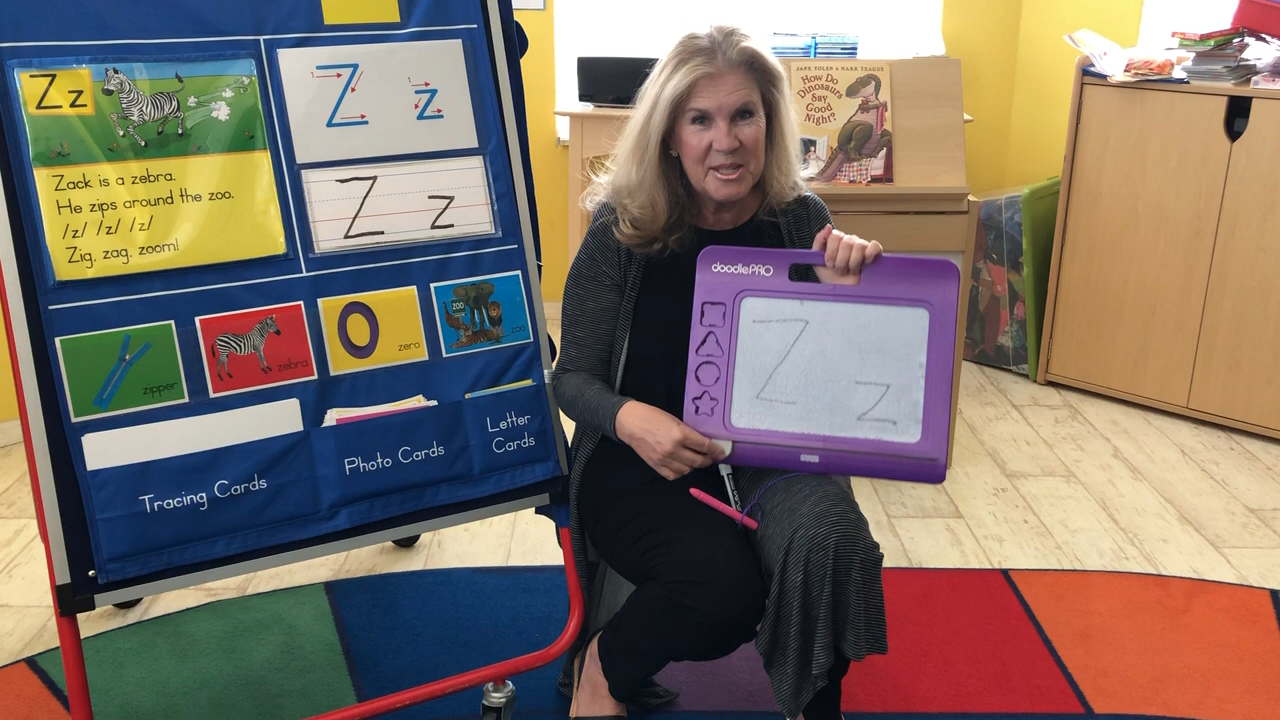 Zz
Zack is a zebra.
He zips around the zoo.
/z/ /z/ /z/
Zig, zag, zoom!
Z z
Z z
zipper
zebra
zero
ZOO
zoo
Tracing Cards
Photo Cards
Letter Cards
JANE YOLEN & MARK TEAGUE
How Do
Dinosaurs
Say
Good
Night?
doodlePRO
Z z